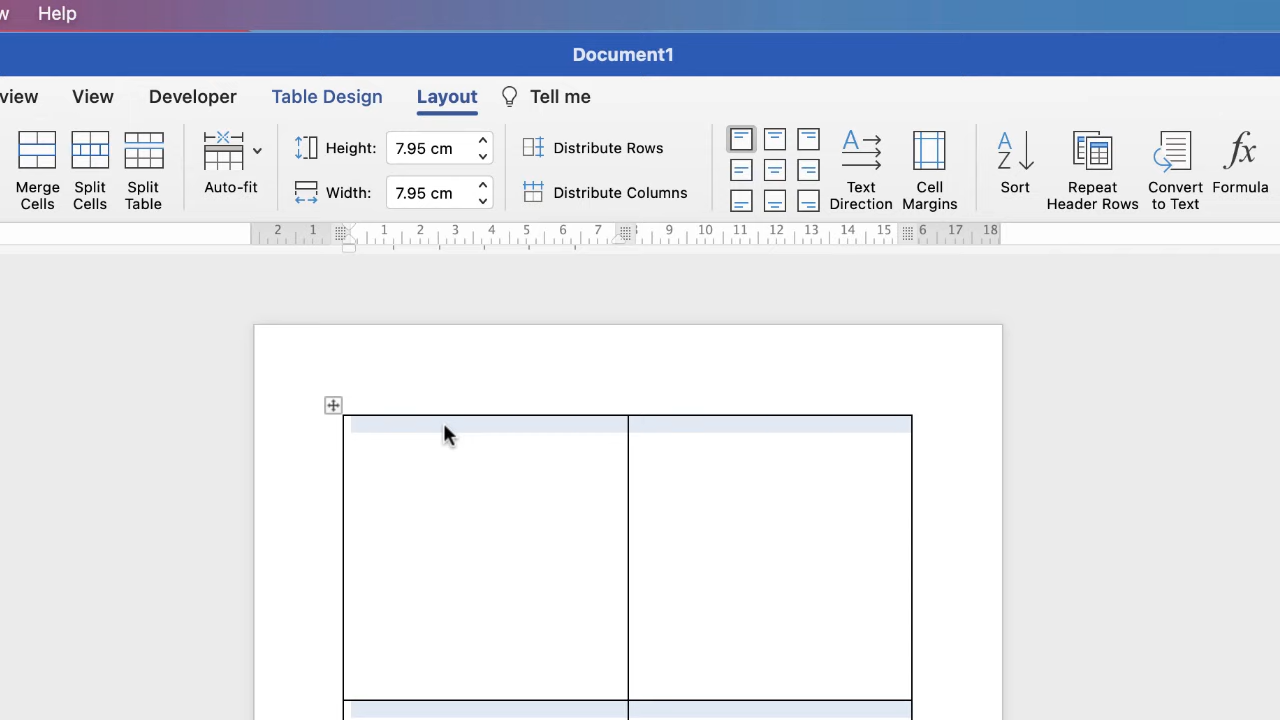 w Help
Document1
view View Developer Table Design Layout Tell me
Merge Cells
Split Cells
Split Table
Auto-fit
Height: 7.95 cm
Width: 7.95 cm
Distribute Rows
Distribute Columns
A
Text Direction
Cell Margins
A
Z
Sort
Repeat Header Rows
Convert to Text
fx
Formula
2 1 1 2 3 4 5 6 7 9 10 11 12 13 14 15 6 17 18